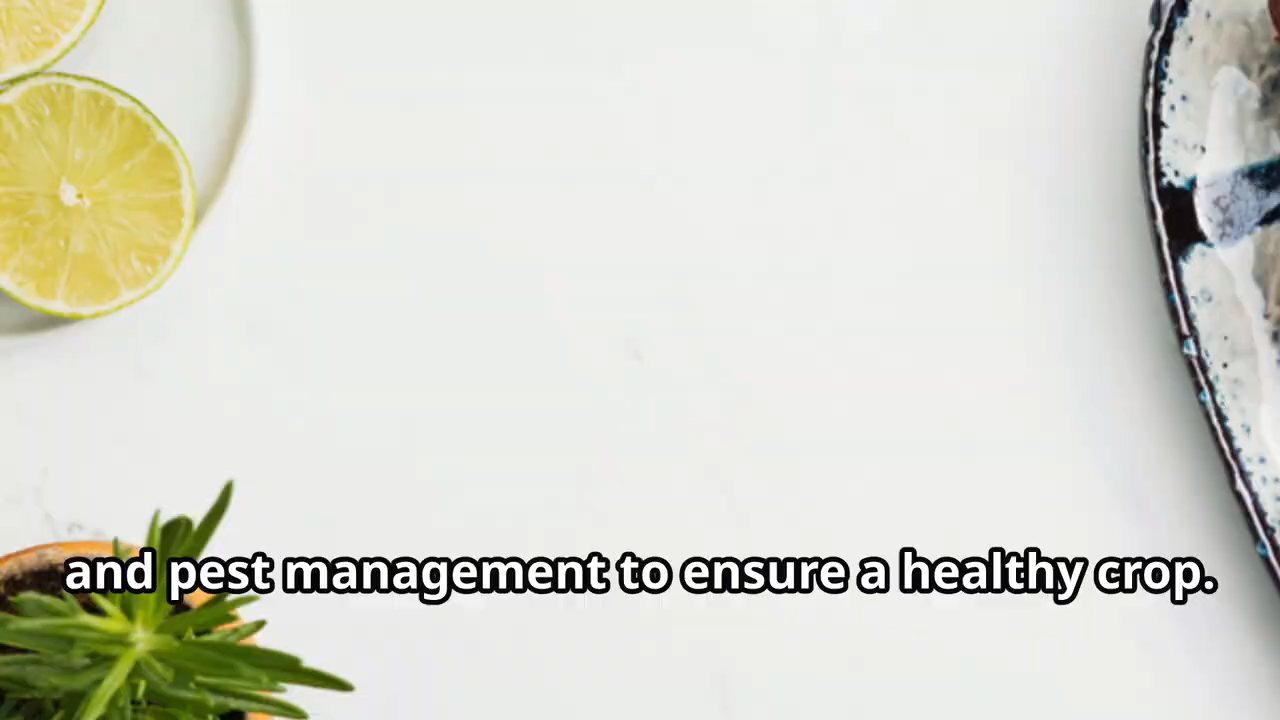 and pest management to ensure a healthy crop.